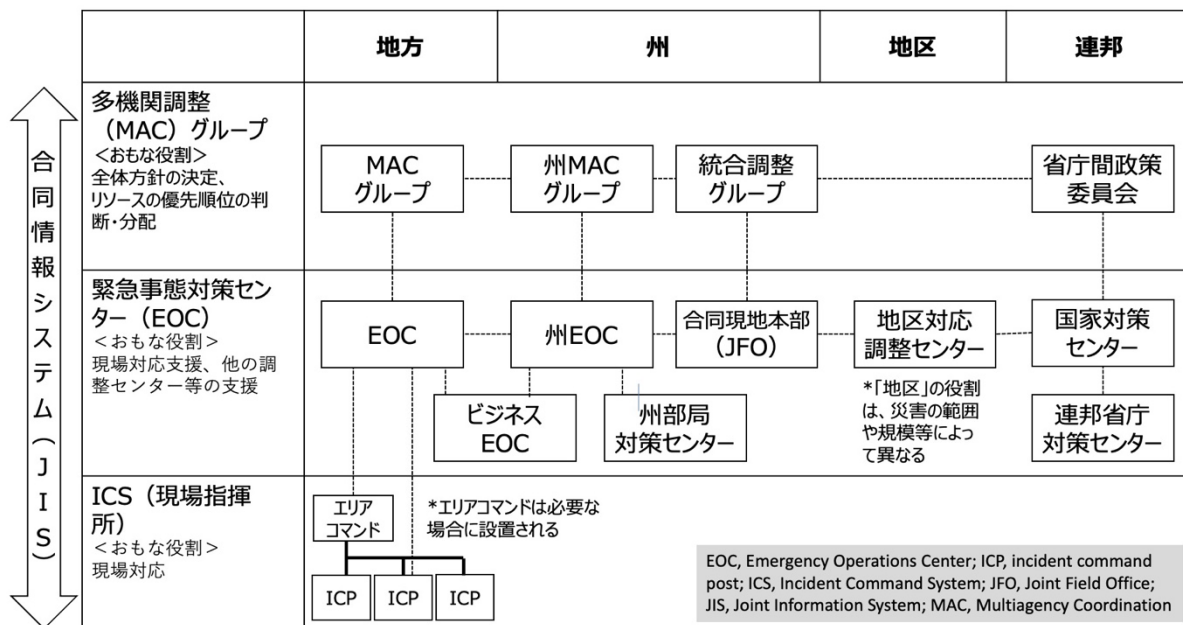 地方
州
地区
連邦
合同情報システム(JIS)
多機関調整
(MAC)グループ
<おもな役割>
全体方針の決定、
リソースの優先順位の判
断・分配
MAC
グループ
州MAC
グループ
統合調整
グループ
省庁間政策
委員会
緊急事態対策セン
ター(EOC)
<おもな役割>
現場対応支援、他の調
整センター等の支援
EOC
州EOC
合同現地本部
(JFO)
地区対応
調整センター
国家対策
センター
ビジネス
EOC
州部局
対策センター
*「地区」の役割
は、災害の範囲
や規模等によっ
て異なる
連邦省庁
対策センター
ICS(現場指揮
所)
<おもな役割>
現場対応
エリア
コマンド
*エリアコマンドは必要な
場合に設置される
ICP
ICP
ICP
EOC, Emergency Operations Center; ICP, incident command
post; ICS, Incident Command System; JFO, Joint Field Office;
JIS, Joint Information System; MAC, Multiagency Coordination